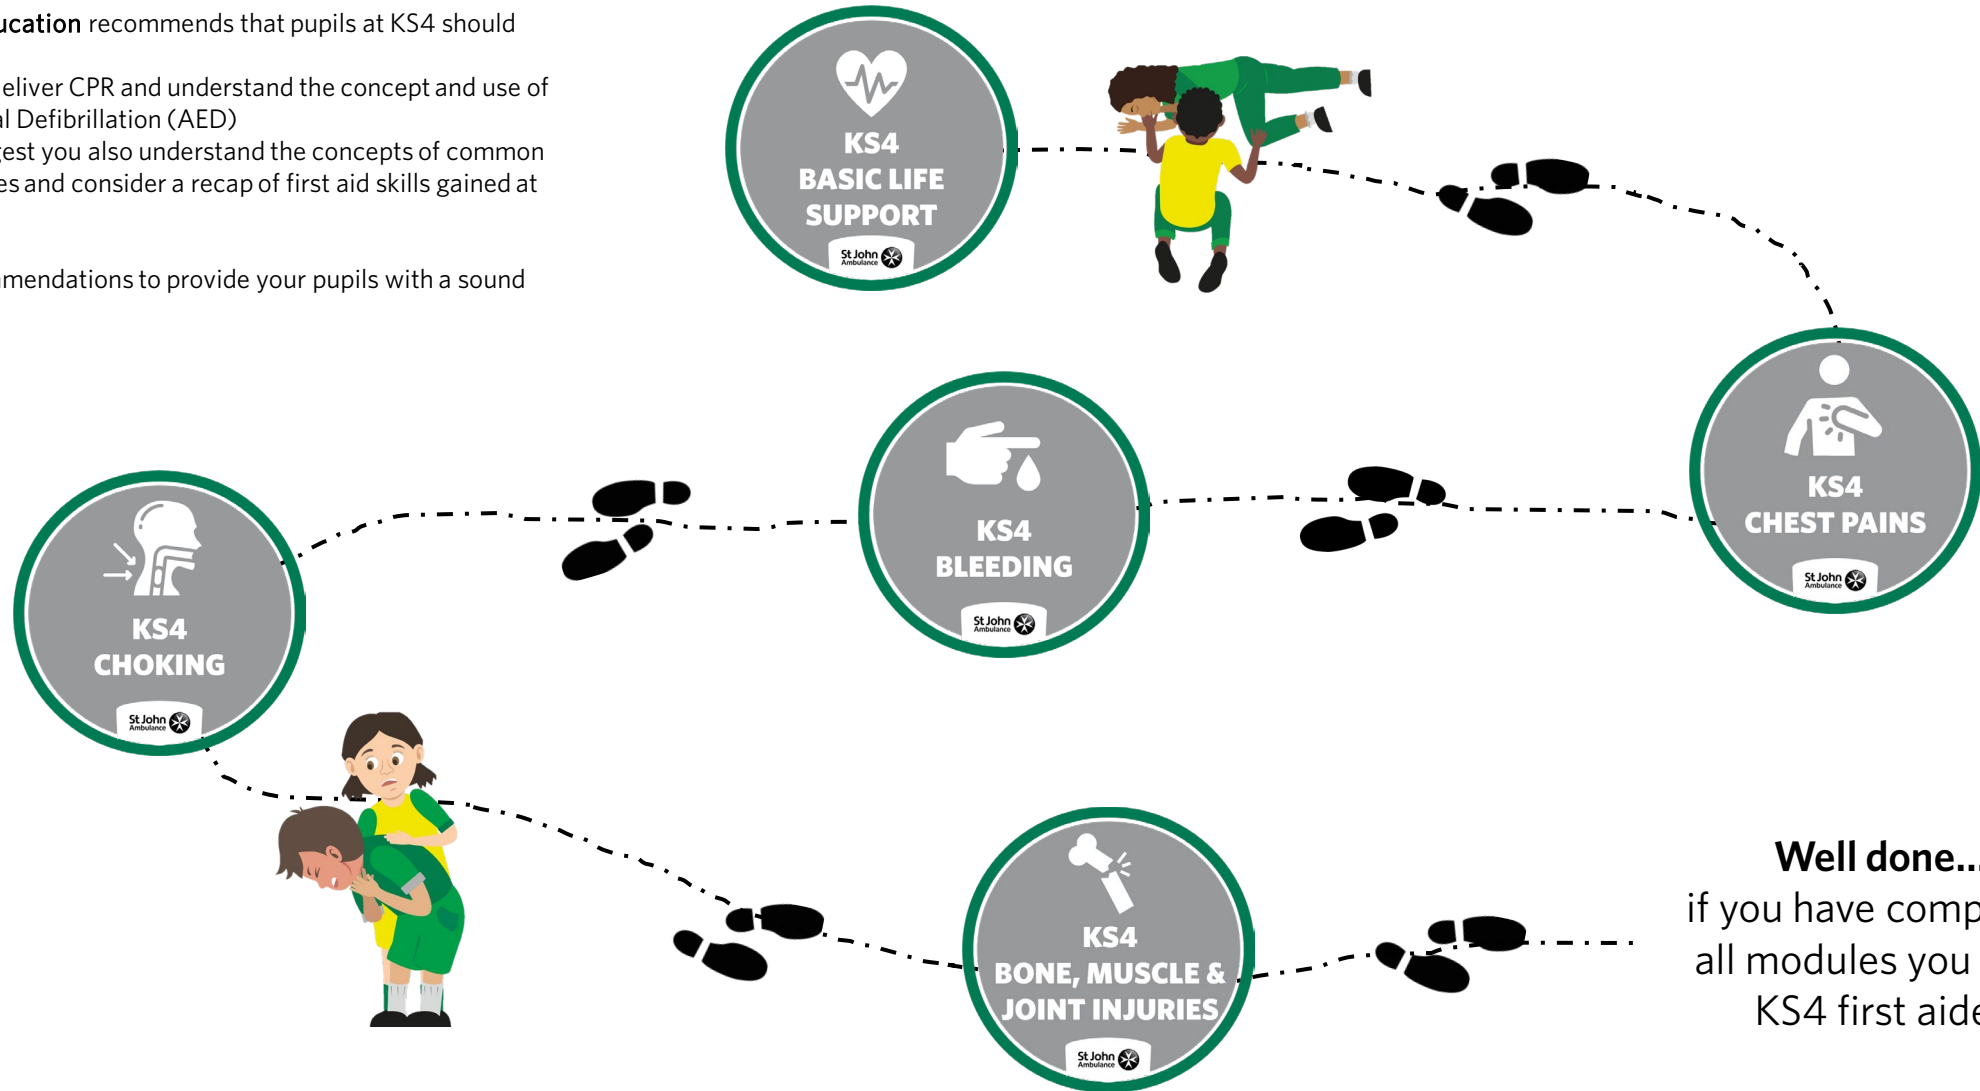 ucation recommends that pupils at KS4 should
eliver CPR and understand the concept and use of
al Defibrillation (AED)
gest you also understand the concepts of common
es and consider a recap of first aid skills gained at
mmendations to provide your pupils with a sound
KS4
BASIC LIFE
SUPPORT
St John
Ambulance
KS4
CHEST PAINS
St John
Ambulance
KS4
BLEEDING
St John
Ambulance
KS4
CHOKING
St John
Ambulance
KS4
BONE, MUSCLE &
JOINT INJURIES
St John
Ambulance
Well done...
if you have comp
all modules you
KS4 first aide